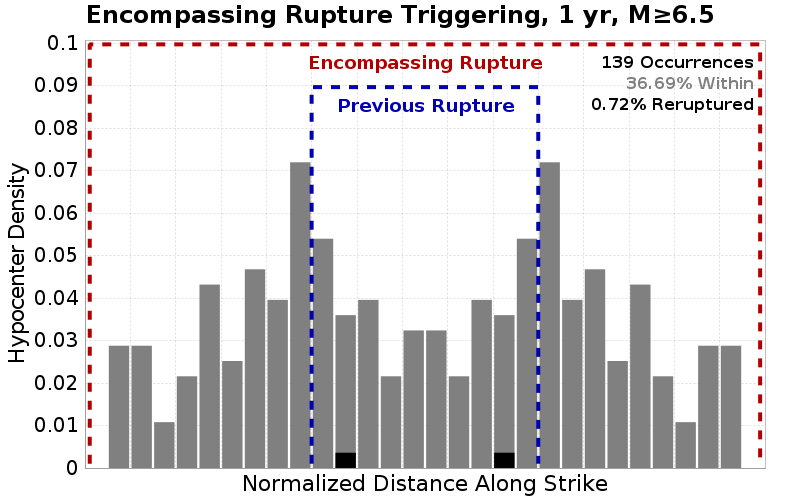 Encompassing Rupture Triggering, 1 yr, M≥6.5
0.1
0.09
0.08
0.07
0.06
0.05
0.04
0.03
0.02
0.01
0
Hypocenter Density
Encompassing Rupture
Previous Rupture
139 Occurrences
36.69% Within
0.72% Reruptured
Normalized Distance Along Strike